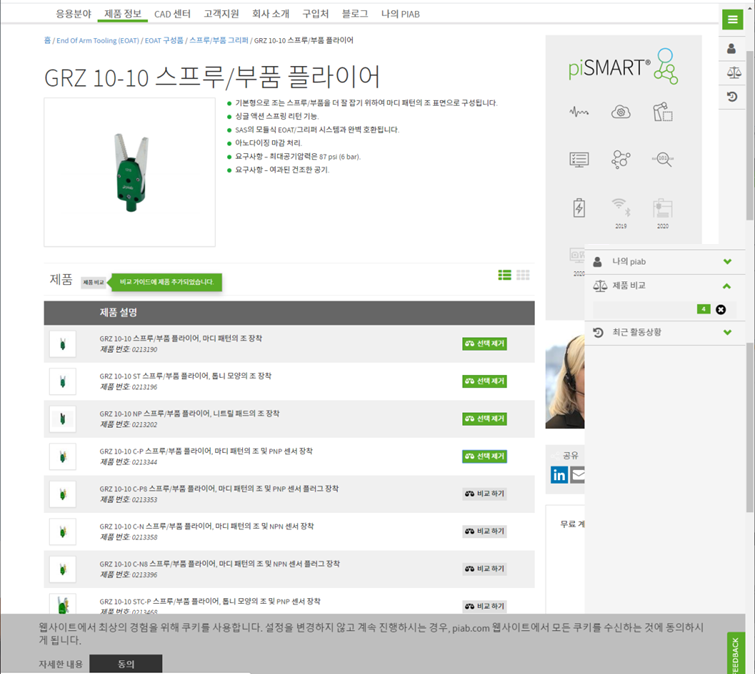 응용분야 제품 정보 CAD 센터 고객지원 회사 소개 구입처 블로그 나의 PIAB
홈 / End Of Arm Tooling (EOAT) / EOAT 구성품 / 스프루/부품 그리퍼 / GRZ 10-10 스프루/부품 플라이어
GRZ 10-10 스프루/부품 플라이어
기본형으로 조는 스프루/부품을 더 잘 잡기 위하여 마디 패턴의 조 표면으로 구성됩니다.
싱글 액션 스프링 리턴 기능.
SAS의 모듈식 EOAT/그리퍼 시스템과 완벽 호환됩니다.
아노다이징 마감 처리.
요구사항 – 최대공기압력은 87 psi (6 bar).
요구사항 – 여과된 건조한 공기.
piSMART®
2019 2020
2020
제품 제품 비교 비교 가이드에 제품 추가되었습니다.
제품 설명
GRZ 10-10 스프루/부품 플라이어, 마디 패턴의 조 장착
제품 번호: 0213190
선택 제거
GRZ 10-10 ST 스프루/부품 플라이어, 톱니 모양의 조 장착
제품 번호: 0213196
선택 제거
GRZ 10-10 NP 스프루/부품 플라이어, 니트릴 패드의 조 장착
제품 번호: 0213202
선택 제거
GRZ 10-10 C-P 스프루/부품 플라이어, 마디 패턴의 조 및 PNP 센서 장착
제품 번호: 0213344
선택 제거
GRZ 10-10 C-P8 스프루/부품 플라이어, 마디 패턴의 조 및 PNP 센서 플러그 장착
제품 번호: 0213353
비교 하기
GRZ 10-10 C-N 스프루/부품 플라이어, 마디 패턴의 조 및 NPN 센서 장착
제품 번호: 0213358
비교 하기
GRZ 10-10 C-N8 스프루/부품 플라이어, 마디 패턴의 조 및 NPN 센서 플러그 장착
제품 번호: 0213396
비교 하기
GRZ 10-10 STC-P 스프루/부품 플라이어, 톱니 모양의 조 및 PNP 센서 장착
제품 번호: 0213468
비교 하기
나의 piab
제품 비교
4
최근 활동상황
공유
in
무료 계
웹사이트에서 최상의 경험을 위해 쿠키를 사용합니다. 설정을 변경하지 않고 계속 진행하시는 경우, piab.com 웹사이트에서 모든 쿠키를 수신하는 것에 동의하시
게 됩니다.
자세한 내용 동의
FEEDBACK